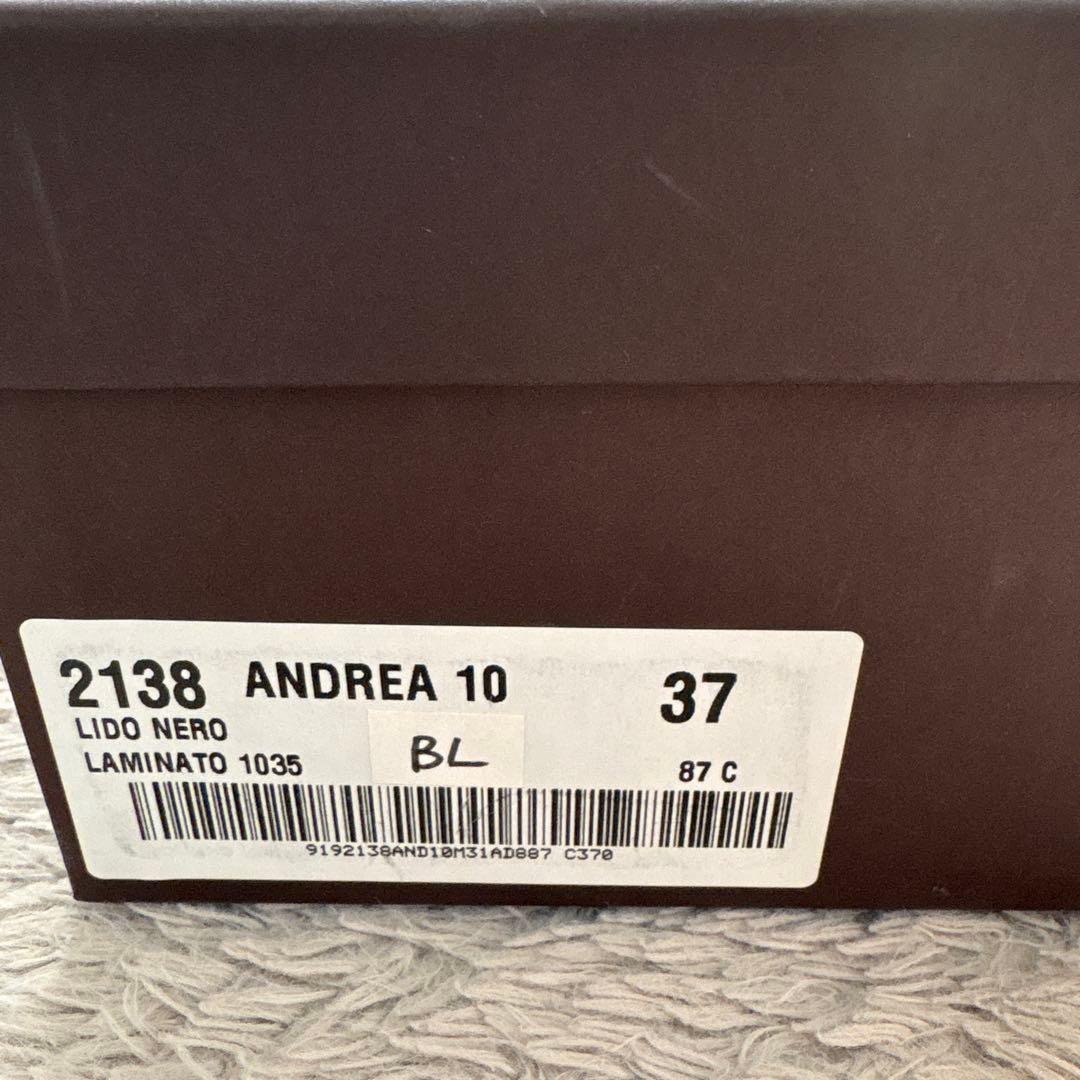 2138 ANDREA 10 37
LIDO NERO
LAMINATO 1035 BL 87 C
9192138AND10M31AD887 C370